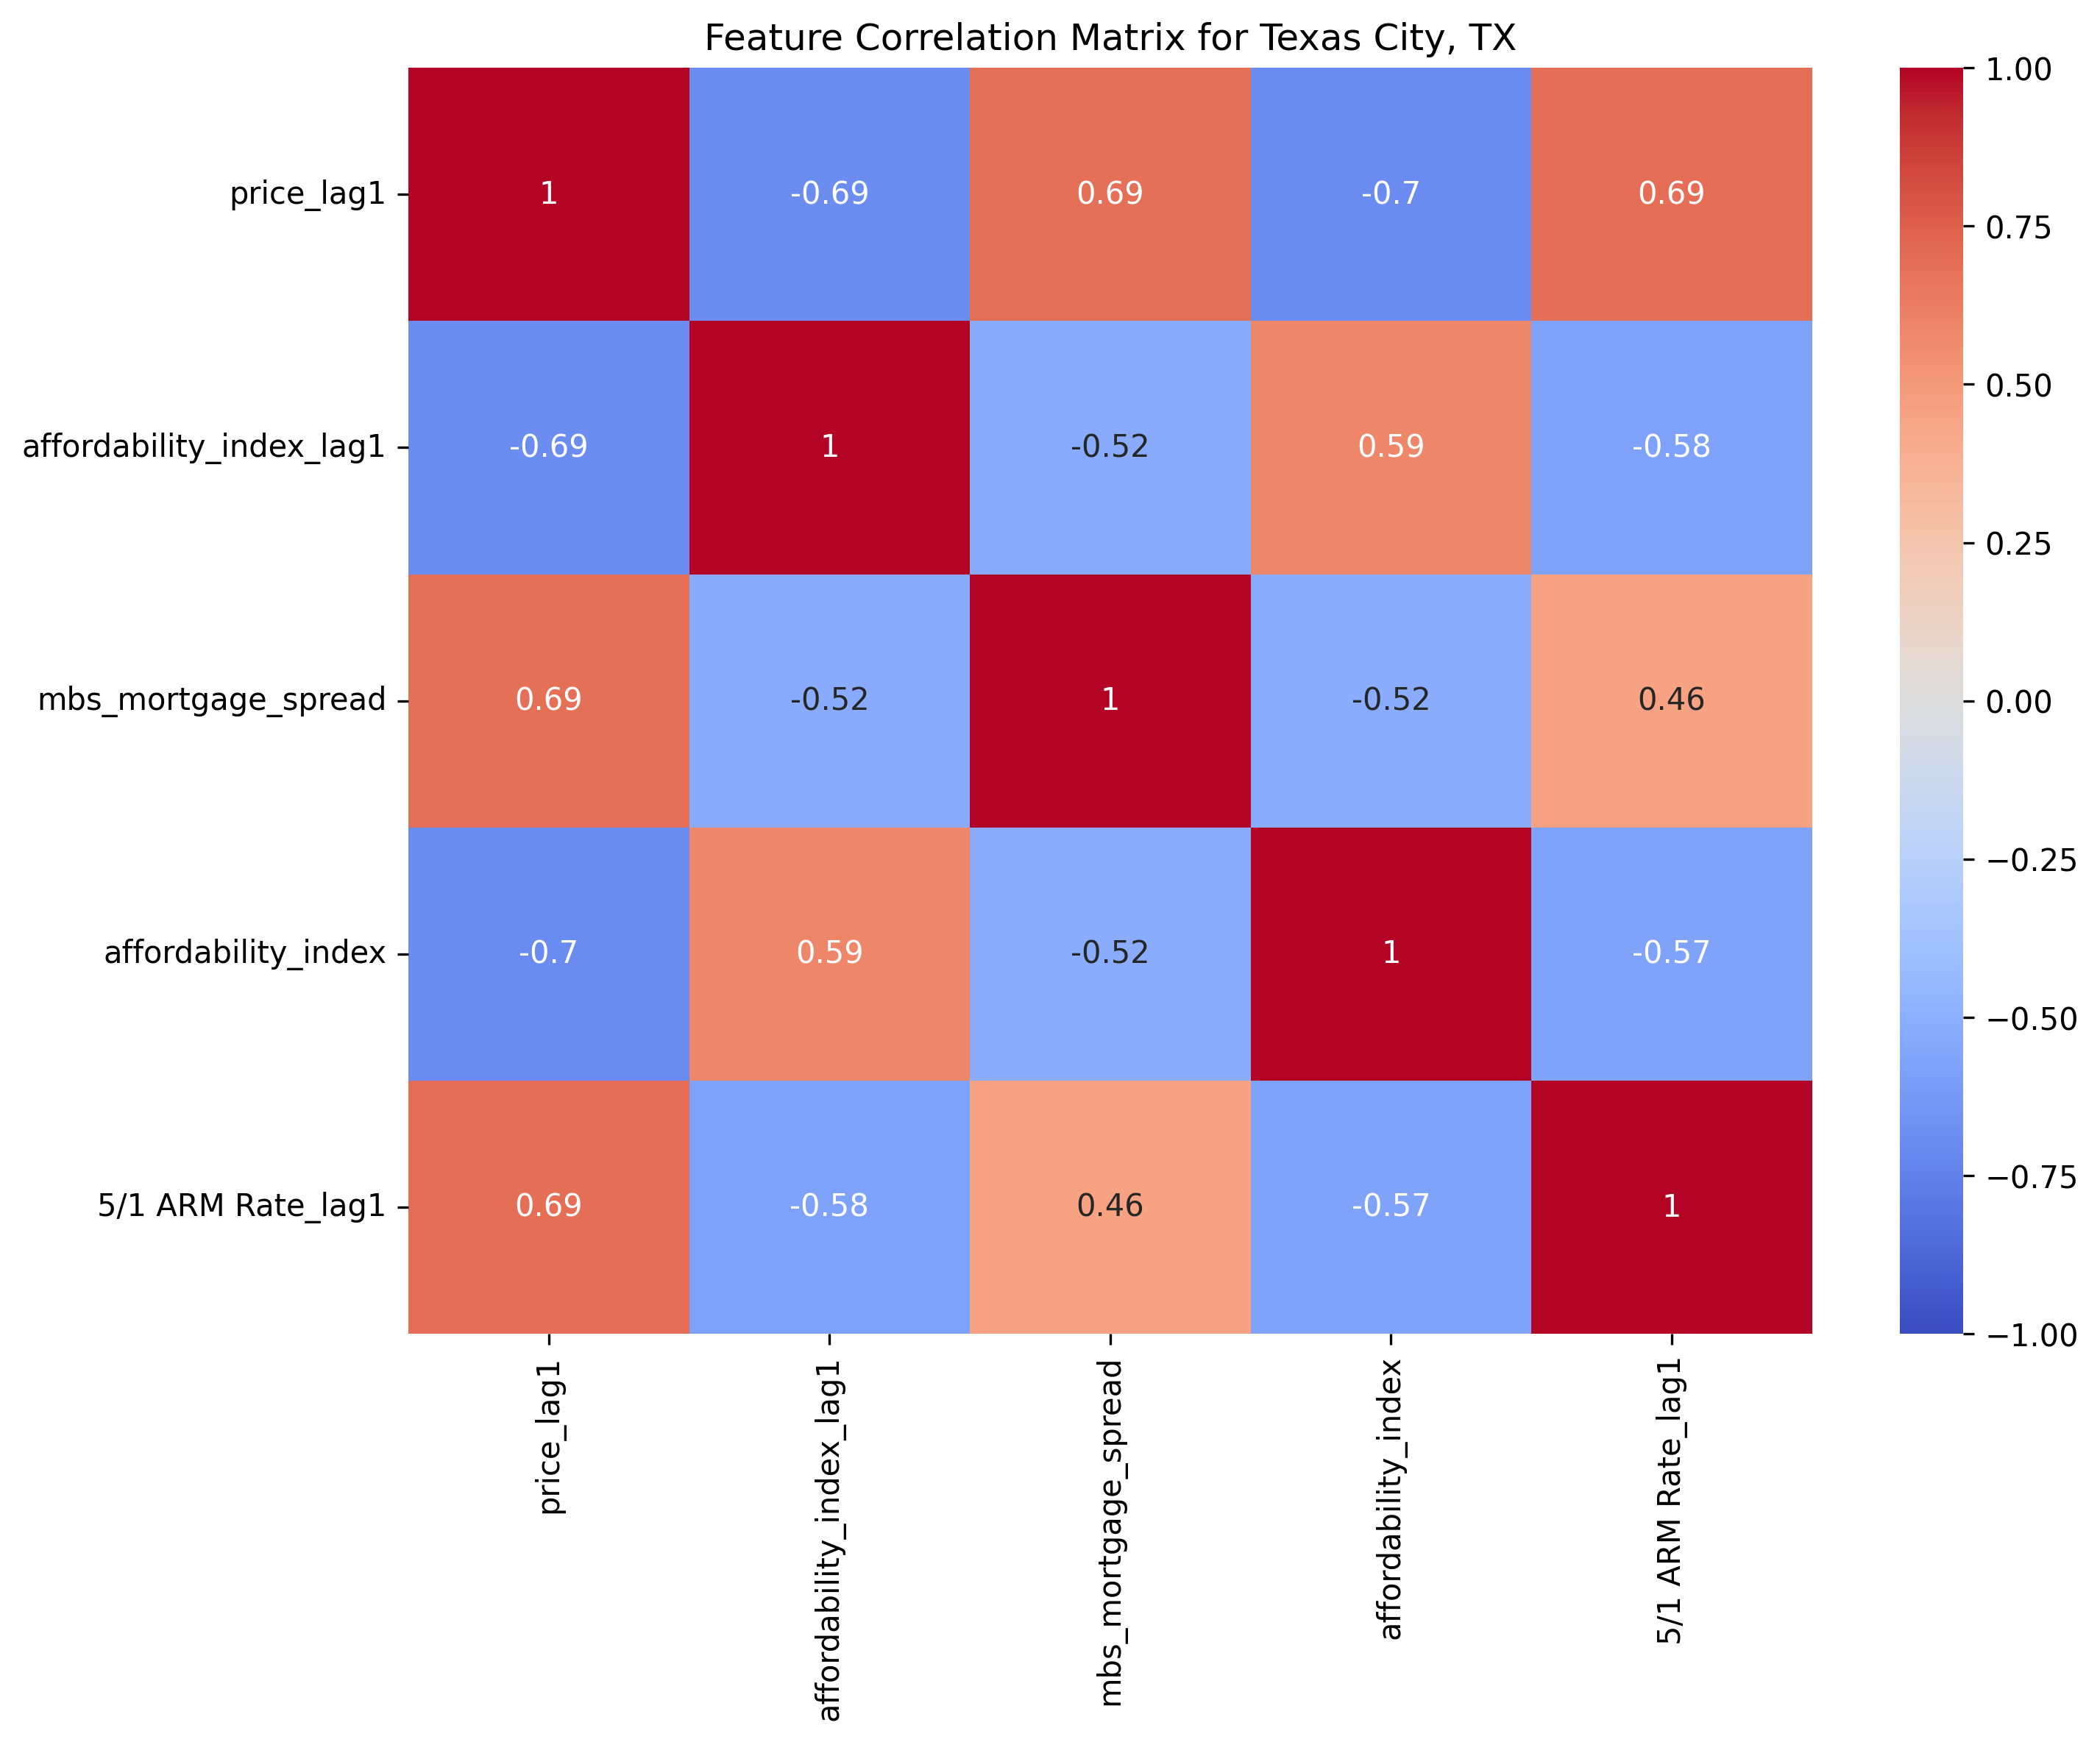 Feature Correlation Matrix for Texas City, TX
price_lag1 1 -0.69 0.69 -0.7 0.69
affordability_index_lag1 -0.69 1 -0.52 0.59 -0.58
mbs_mortgage_spread 0.69 -0.52 1 -0.52 0.46
affordability_index -0.7 0.59 -0.52 1 -0.57
5/1 ARM Rate_lag1 0.69 -0.58 0.46 -0.57 1
price_lag1
affordability_index_lag1
mbs_mortgage_spread
affordability_index
5/1 ARM Rate_lag1
1.00
0.75
0.50
0.25
0.00
−0.25
−0.50
−0.75
−1.00